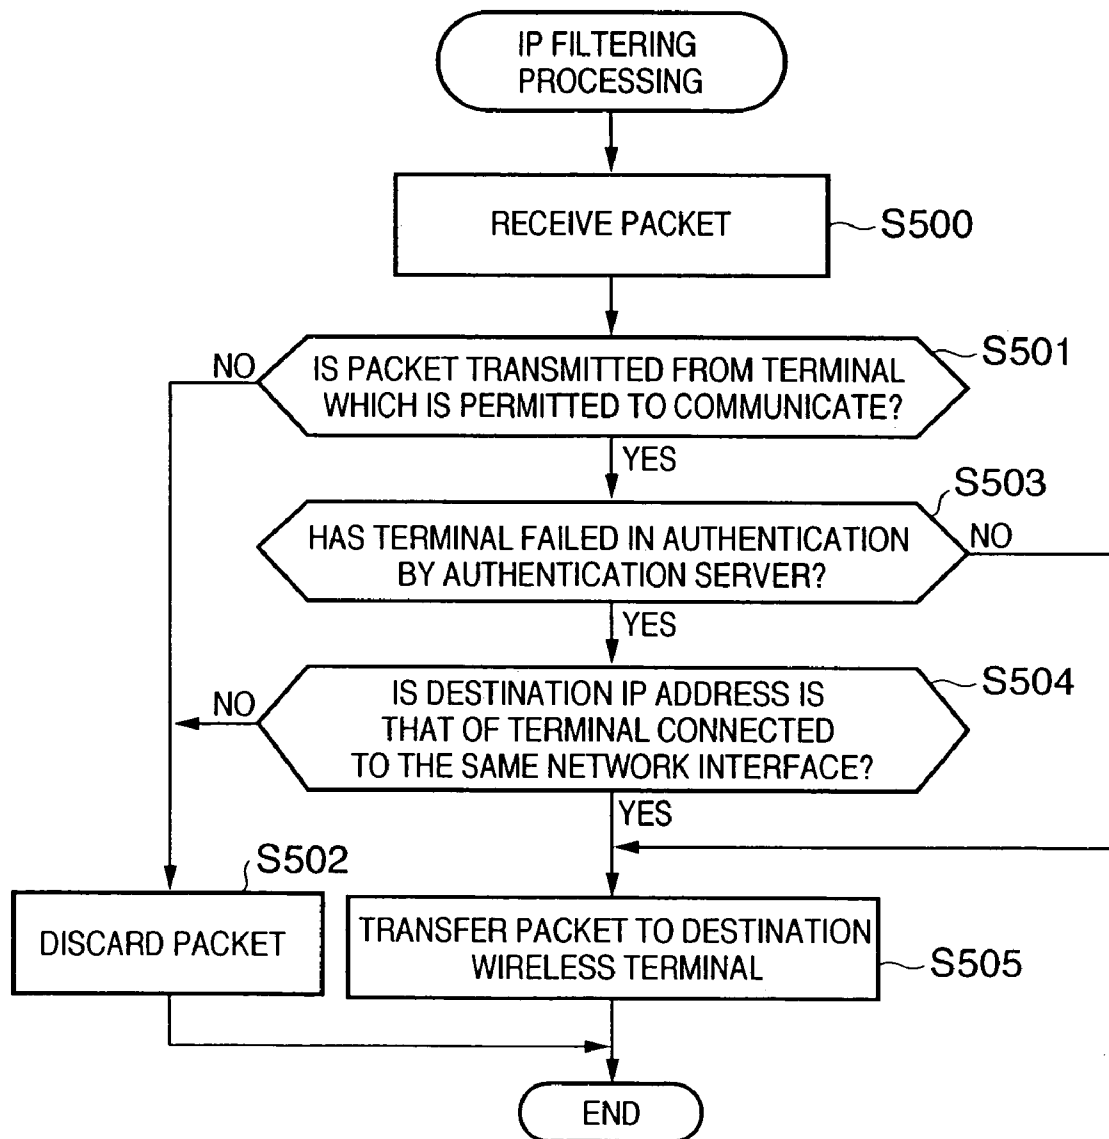 IP FILTERING
PROCESSING
RECEIVE PACKET
S500
S501
NO
IS PACKET TRANSMITTED FROM TERMINAL
WHICH IS PERMITTED TO COMMUNICATE?
YES
S503
NO
HAS TERMINAL FAILED IN AUTHENTICATION
BY AUTHENTICATION SERVER?
YES
S504
NO
IS DESTINATION IP ADDRESS IS
THAT OF TERMINAL CONNECTED
TO THE SAME NETWORK INTERFACE?
YES
S502
DISCARD PACKET
TRANSFER PACKET TO DESTINATION
WIRELESS TERMINAL
S505
END